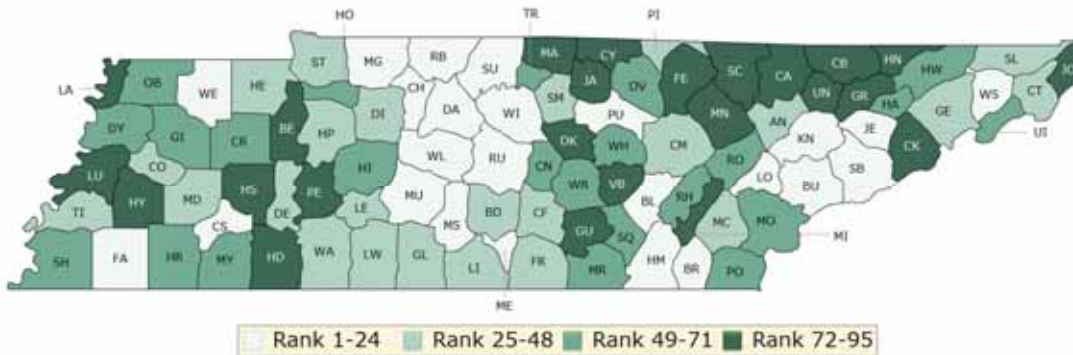 HO TR PI
ST MG RB SU MA CY FE SC CA CB HN HW SL JO
LA OB WE HE CH DA JA OV UN GR HA WS CT
DY GI CR BE HP DI WI SM PU MN AN KN JE GE UI
LU CO HS DE PE HI WL RU DK WH CM RO LO BU SB CK
TI HY MD CS LE MU MS BD CN WR VB BL RH MC MO MI
SH FA HR MY HD WA LW GL LI CF FR GU SQ MR HM BR PO
ME
Rank 1-24 Rank 25-48 Rank 49-71 Rank 72-95